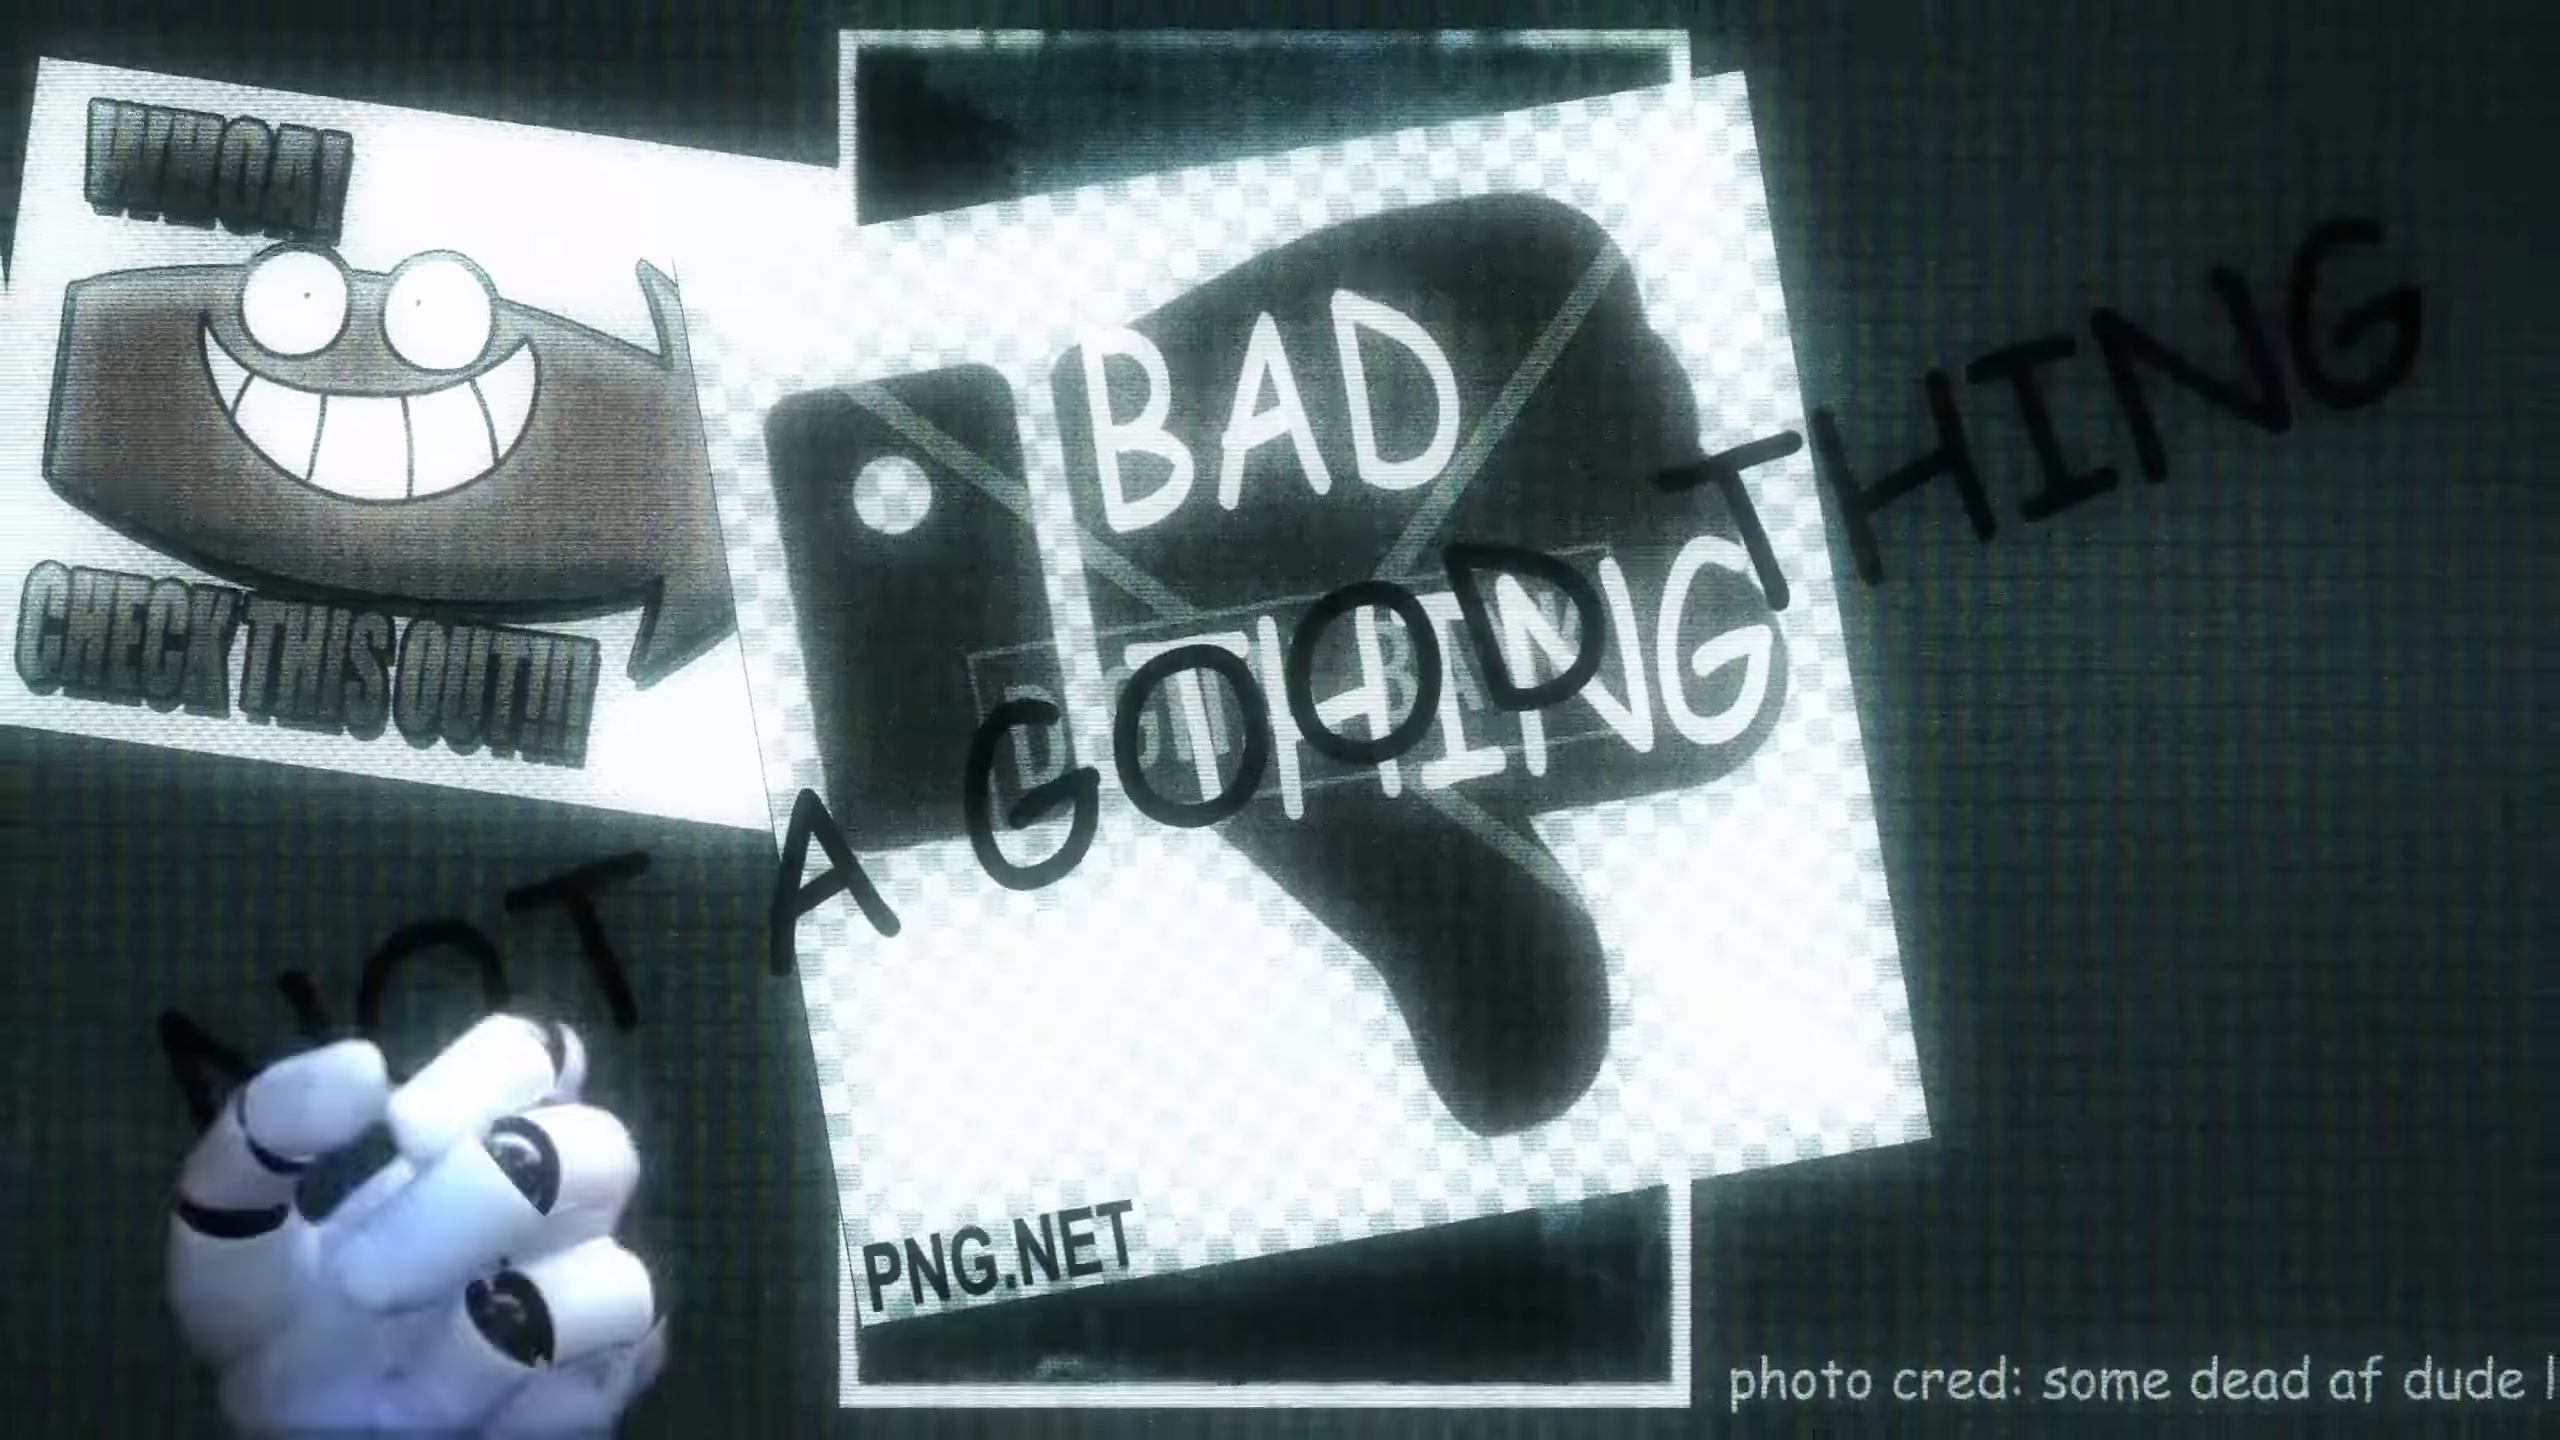 WHOA!
CHECK THIS OUT!!!
BAD
THING
NOT A GOOD THING
PNG.NET
photo cred: some dead af dude